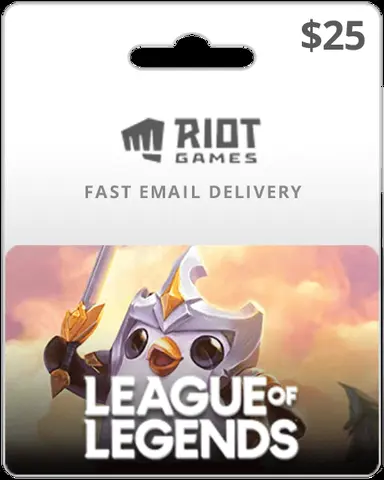 $25
RIOT
GAMES
FAST EMAIL DELIVERY
LEAGUE OF
LEGENDS